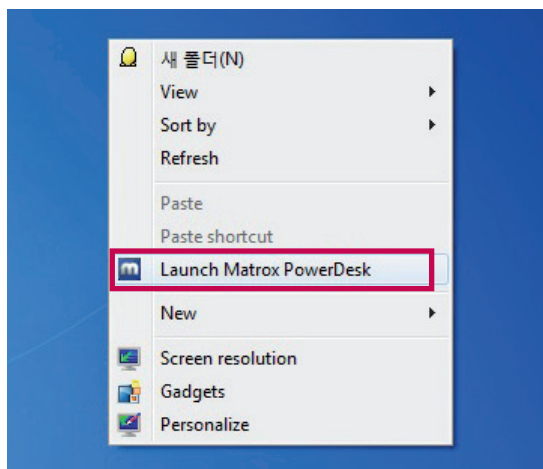 새 폴더(N)
View
Sort by
Refresh
Paste
Paste shortcut
Launch Matrox PowerDesk
New
Screen resolution
Gadgets
Personalize